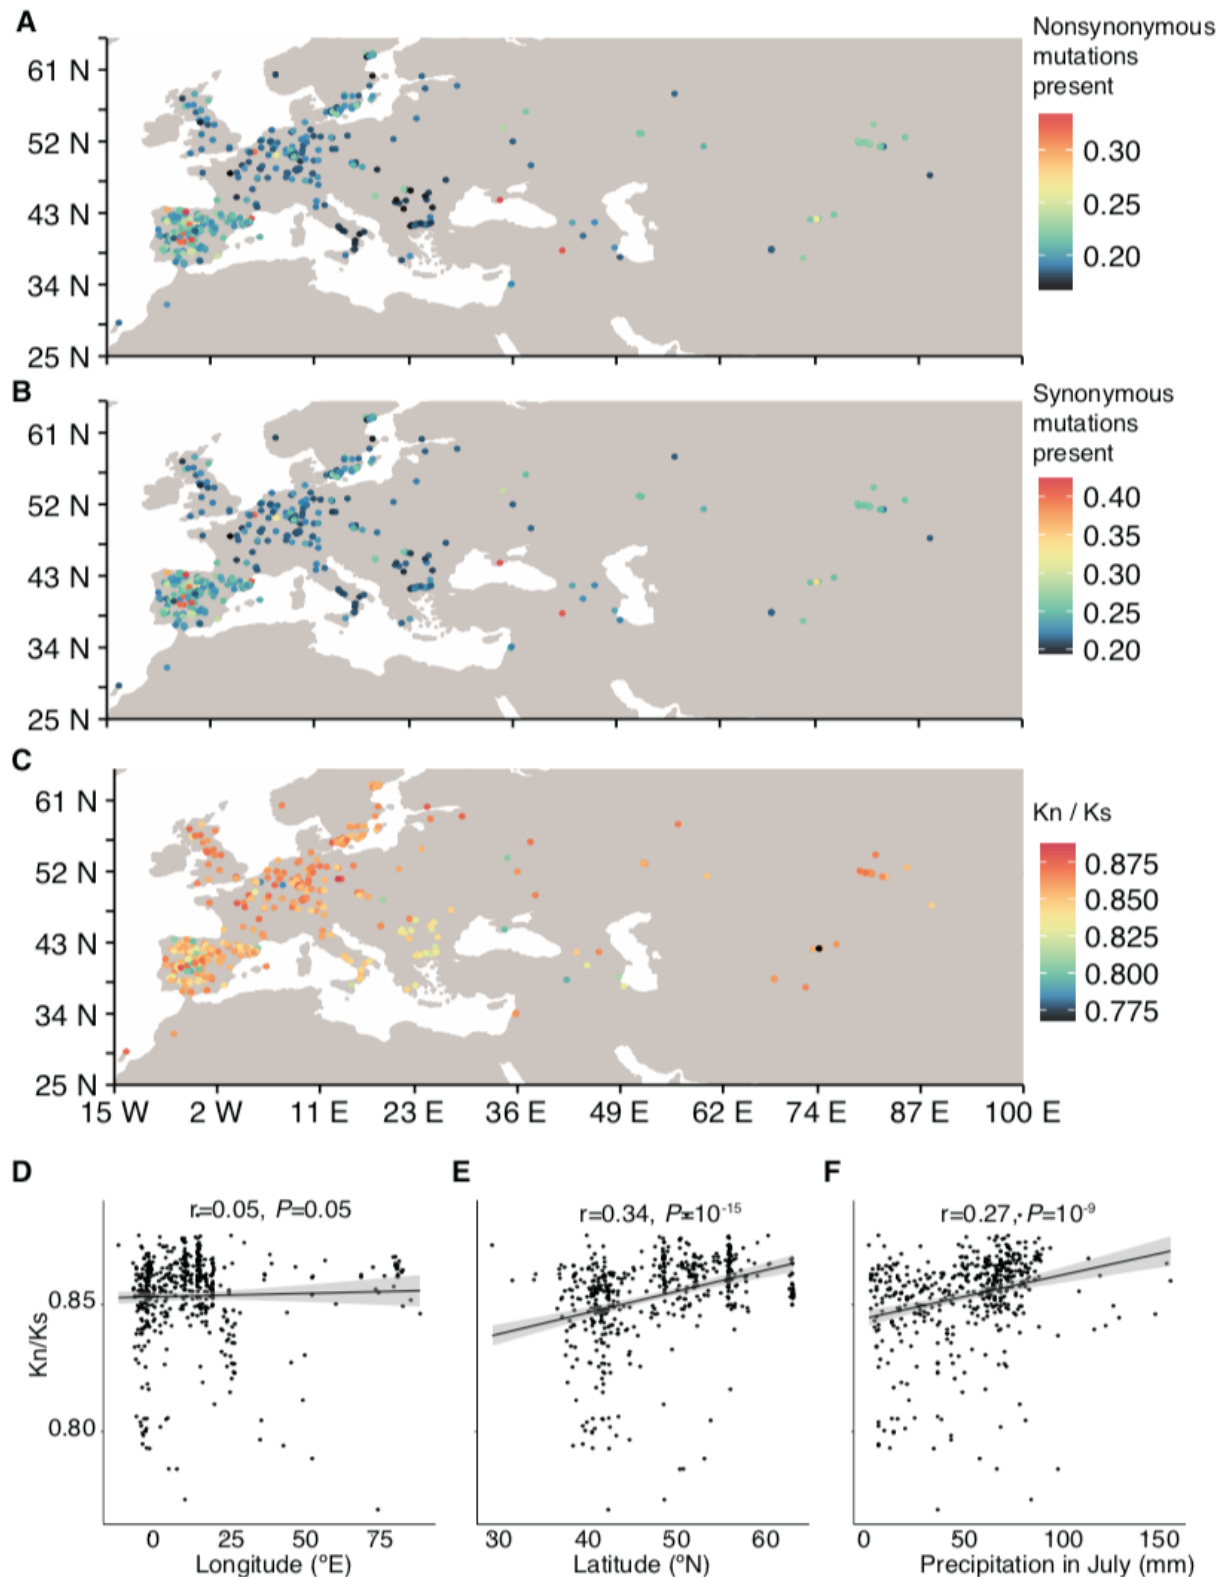 A
Nonsynonymous
mutations
present
61 N
52 N
43 N
34 N
25 N
0.30
0.25
0.20
B
Synonymous
mutations
present
61 N
52 N
43 N
34 N
25 N
0.40
0.35
0.30
0.25
0.20
C
Kn / Ks
61 N
52 N
43 N
34 N
25 N
0.875
0.850
0.825
0.800
0.775
15 W 2 W 11 E 23 E 36 E 49 E 62 E 74 E 87 E 100 E
D
r=0.05, P=0.05
Kn/Ks
0.85
0.80
0 25 50 75
Longitude (ºE)
E
r=0.34, P=10-15
30 40 50 60
Latitude (ºN)
F
r=0.27, P=10-9
0 50 100 150
Precipitation in July (mm)